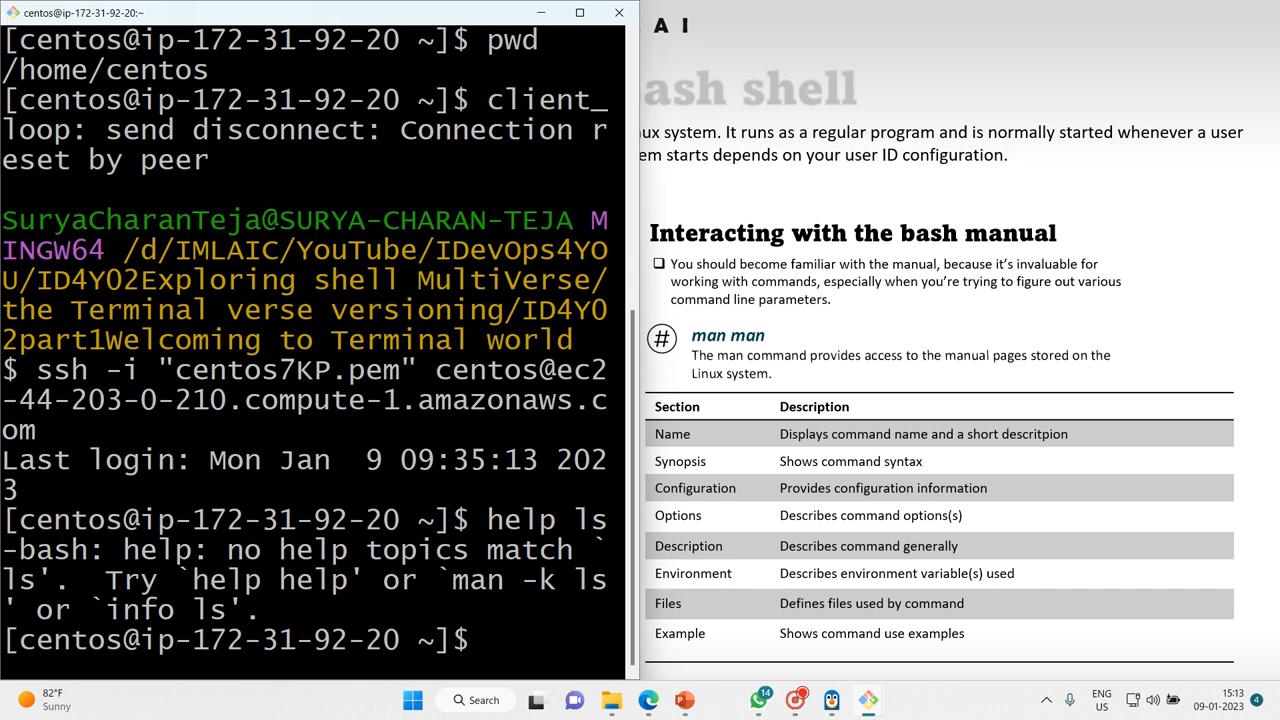 centos@ip-172-31-92-20:~
[centos@ip-172-31-92-20 ~]$ pwd
/home/centos
[centos@ip-172-31-92-20 ~]$ client_
loop: send disconnect: Connection r
eset by peer
SuryaCharanTeja@SURYA-CHARAN-TEJA M
INGW64 /d/IMLAIC/YouTube/IDevOps4YO
U/ID4YO2Exploring shell MultiVerse/
the Terminal verse versioning/ID4YO
2part1Welcoming to Terminal world
$ ssh -i "centos7KP.pem" centos@ec2
-44-203-0-210.compute-1.amazonaws.c
om
Last login: Mon Jan  9 09:35:13 202
3
[centos@ip-172-31-92-20 ~]$ help ls
-bash: help: no help topics match `
ls'.  Try `help help' or `man -k ls
' or `info ls'.
[centos@ip-172-31-92-20 ~]$
A I
ash shell
ux system. It runs as a regular program and is normally started whenever a user
em starts depends on your user ID configuration.
Interacting with the bash manual
You should become familiar with the manual, because it's invaluable for
working with commands, especially when you're trying to figure out various
command line parameters.
# man man
The man command provides access to the manual pages stored on the
Linux system.
Section Description
Name Displays command name and a short descritpion
Synopsis Shows command syntax
Configuration Provides configuration information
Options Describes command options(s)
Description Describes command generally
Environment Describes environment variable(s) used
Files Defines files used by command
Example Shows command use examples
82°F
Sunny
Search
14
ENG
US
15:13
09-01-2023
4